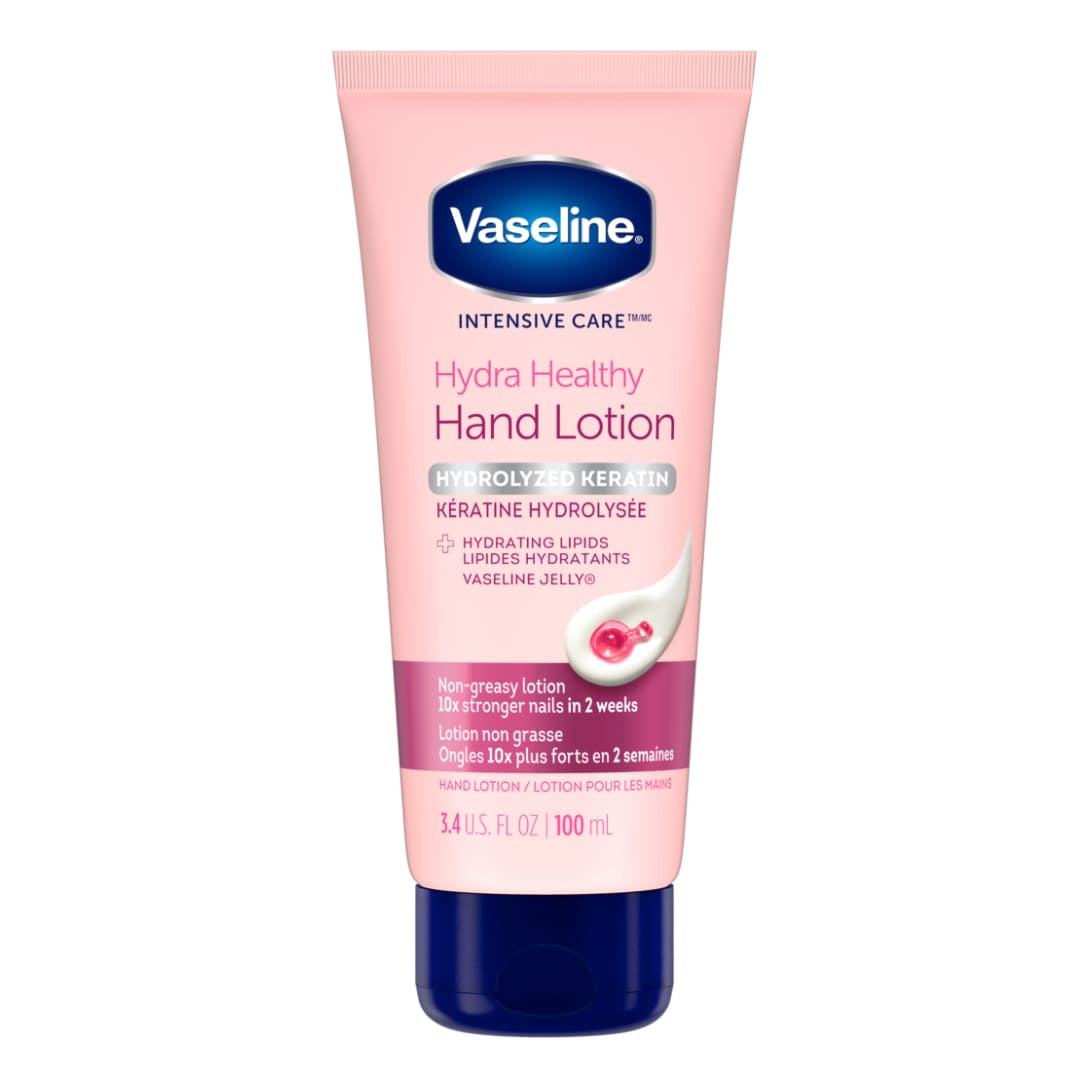 Vaseline®
INTENSIVE CARE™/MC
Hydra Healthy
Hand Lotion
HYDROLYZED KERATIN
KÉRATINE HYDROLYSÉE
HYDRATING LIPIDS
LIPIDES HYDRATANTS
VASELINE JELLY®
Non-greasy lotion
10x stronger nails in 2 weeks
Lotion non grasse
Ongles 10x plus forts en 2 semaines
HAND LOTION / LOTION POUR LES MAINS
3.4 U.S. FL OZ | 100 mL